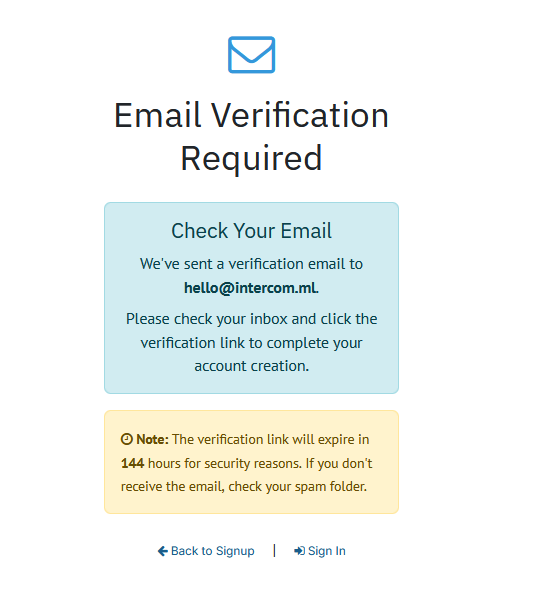 Email Verification
Required
Check Your Email
We've sent a verification email to
hello@intercom.ml.
Please check your inbox and click the
verification link to complete your
account creation.
Note: The verification link will expire in
144 hours for security reasons. If you don't
receive the email, check your spam folder.
Back to Signup | Sign In